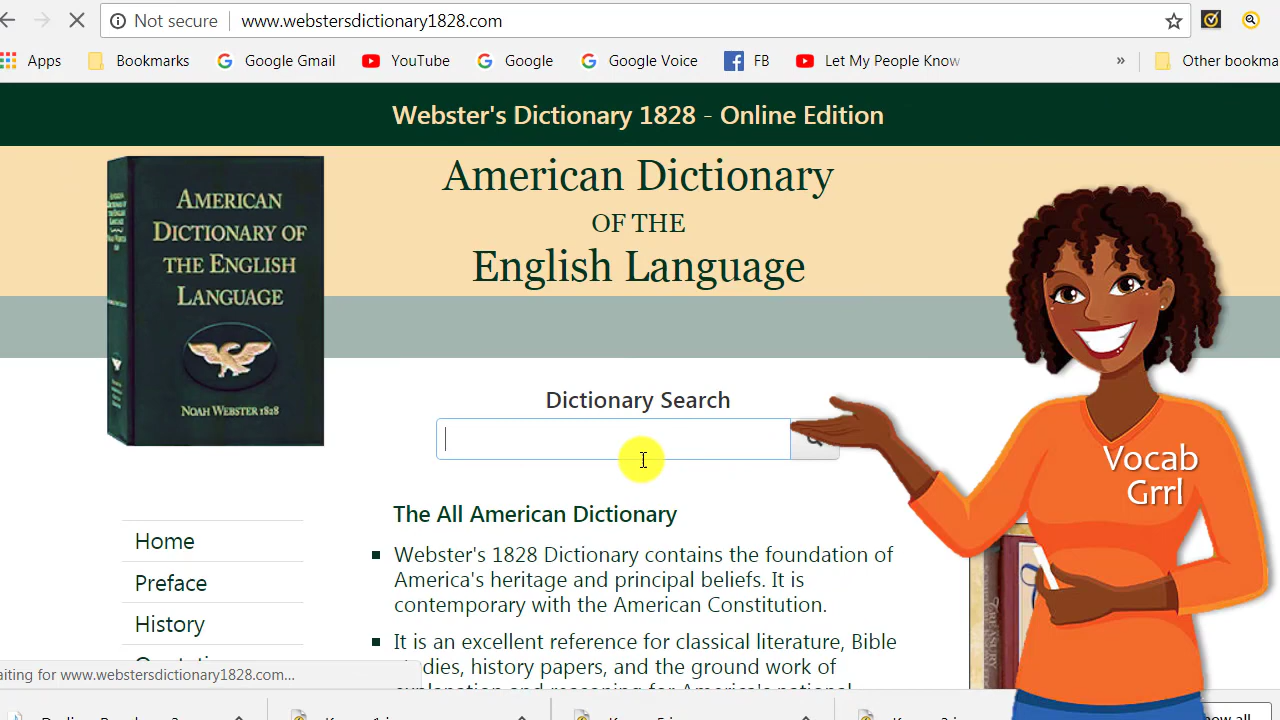 Not secure | www.webstersdictionary1828.com
Apps Bookmarks Google Gmail YouTube Google Google Voice FB Let My People Know » Other bookma
Webster's Dictionary 1828 - Online Edition
AMERICAN
DICTIONARY OF
THE ENGLISH
LANGUAGE
NOAH WEBSTER 1828
American Dictionary
OF THE
English Language
Dictionary Search
Vocab
Grrl
Home
Preface
History
The All American Dictionary
Webster's 1828 Dictionary contains the foundation of
America's heritage and principal beliefs. It is
contemporary with the American Constitution.
It is an excellent reference for classical literature, Bible
studies, history papers, and the ground work of
aiting for www.webstersdictionary1828.com...